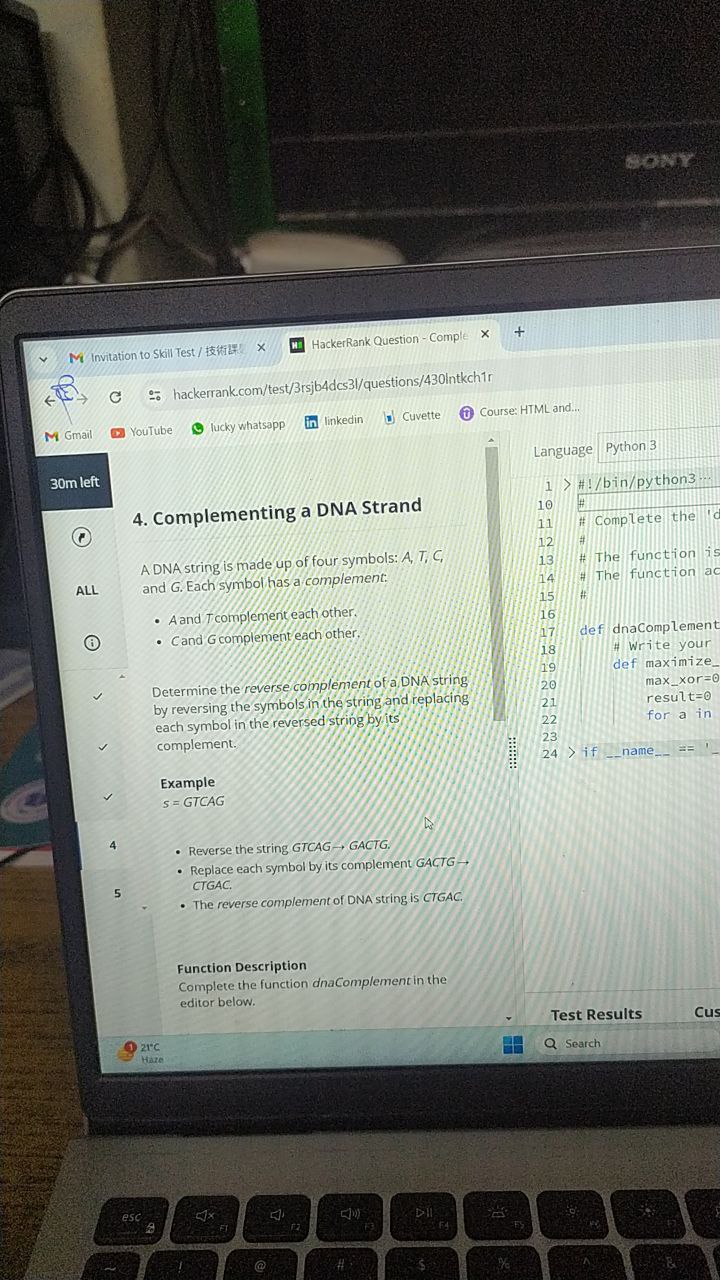 SONY
Invitation to Skill Test / 技術課
HackerRank Question - Comple
hackerrank.com/test/3rsjb4dcs3l/questions/430lntkch1r
Gmail YouTube lucky whatsapp linkedin Cuvette Course: HTML and...
30m left
ALL
4
5
4. Complementing a DNA Strand
A DNA string is made up of four symbols: A, T, C,
and G. Each symbol has a complement:
• A and T complement each other.
• C and G complement each other.
Determine the reverse complement of a DNA string
by reversing the symbols in the string and replacing
each symbol in the reversed string by its
complement.
Example
s = GTCAG
• Reverse the string GTCAG → GACTG.
• Replace each symbol by its complement GACTG →
CTGAC.
• The reverse complement of DNA string is CTGAC.
Function Description
Complete the function dnaComplement in the
editor below.
Language Python 3
1 > #!/bin/python3 ...
10 #
11 # Complete the 'd
12 #
13 # The function is
14 # The function ac
15 #
16
17 def dnaComplement
18 # Write your
19 def maximize_
20 max_xor=0
21 result=0
22 for a in
23
24 > if __name__ == '_
Test Results Cus
1 21°C
Haze
Search
esc F1 F2 F3 F4 F5 F6 F7
~ ! @ # $ % ^ &